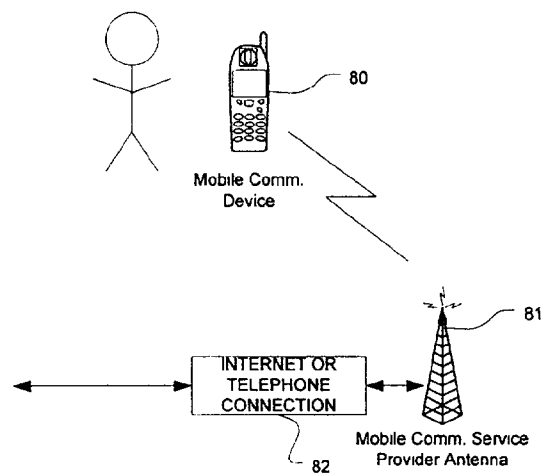 80
Mobile Comm.
Device
81
INTERNET OR
TELEPHONE
CONNECTION
82
Mobile Comm. Service
Provider Antenna